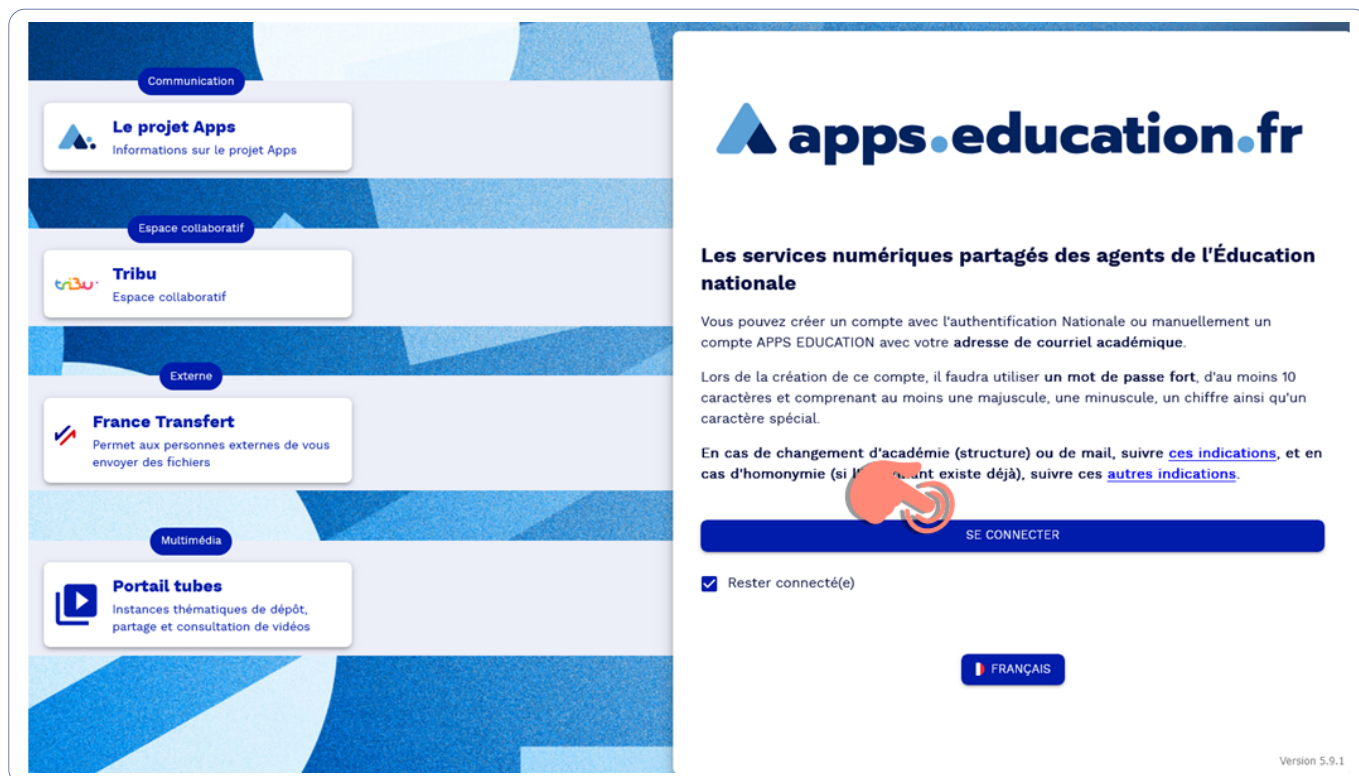 Communication
Le projet Apps
Informations sur le projet Apps
Espace collaboratif
tribu
Tribu
Espace collaboratif
Externe
France Transfert
Permet aux personnes externes de vous
envoyer des fichiers
Multimédia
Portail tubes
Instances thématiques de dépôt,
partage et consultation de vidéos
apps.education.fr
Les services numériques partagés des agents de l'Éducation
nationale
Vous pouvez créer un compte avec l'authentification Nationale ou manuellement un
compte APPS EDUCATION avec votre adresse de courriel académique.
Lors de la création de ce compte, il faudra utiliser un mot de passe fort, d'au moins 10
caractères et comprenant au moins une majuscule, une minuscule, un chiffre ainsi qu'un
caractère spécial.
En cas de changement d'académie (structure) ou de mail, suivre ces indications, et en
cas d'homonymie (si existe déjà), suivre ces autres indications.
SE CONNECTER
Rester connecté(e)
FRANÇAIS
Version 5.9.1